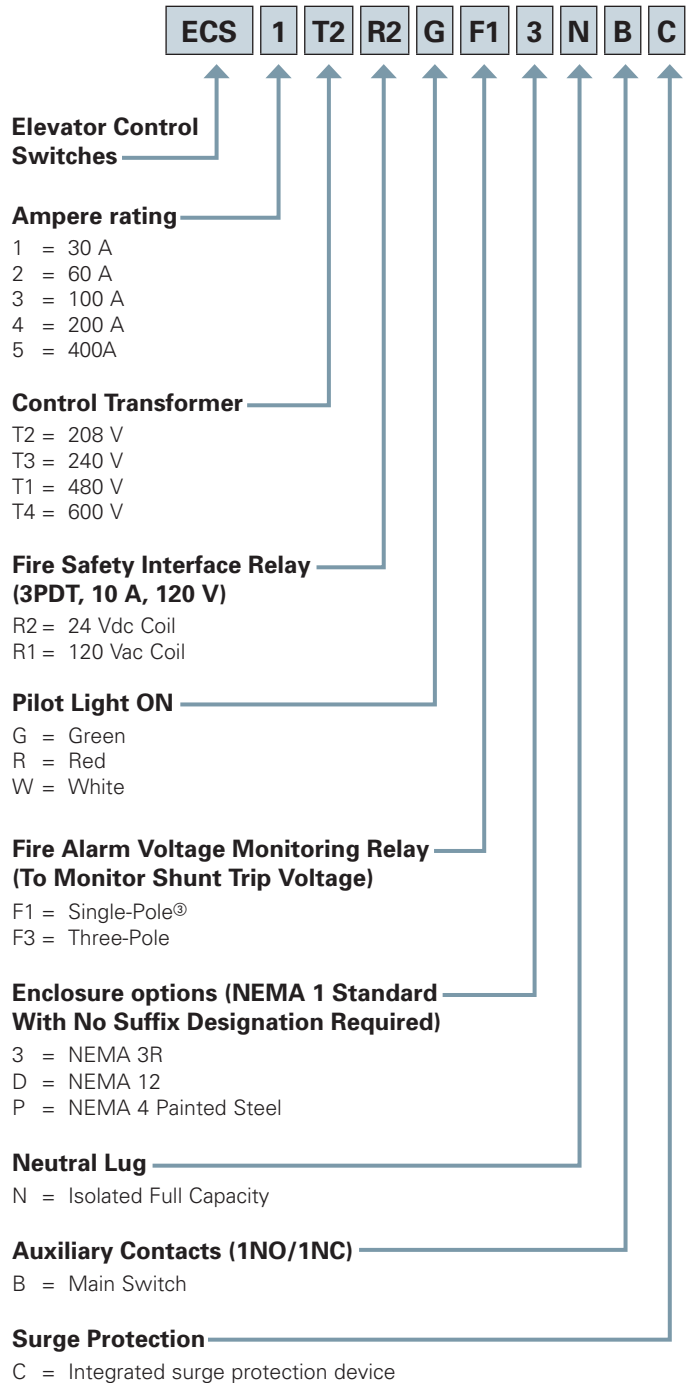 ECS 1 T2 R2 G F1 3 N B C
Elevator Control
Switches
Ampere rating
1 = 30 A
2 = 60 A
3 = 100 A
4 = 200 A
5 = 400A
Control Transformer
T2 = 208 V
T3 = 240 V
T1 = 480 V
T4 = 600 V
Fire Safety Interface Relay
(3PDT, 10 A, 120 V)
R2 = 24 Vdc Coil
R1 = 120 Vac Coil
Pilot Light ON
G = Green
R = Red
W = White
Fire Alarm Voltage Monitoring Relay
(To Monitor Shunt Trip Voltage)
F1 = Single-Pole③
F3 = Three-Pole
Enclosure options (NEMA 1 Standard
With No Suffix Designation Required)
3 = NEMA 3R
D = NEMA 12
P = NEMA 4 Painted Steel
Neutral Lug
N = Isolated Full Capacity
Auxiliary Contacts (1NO/1NC)
B = Main Switch
Surge Protection
C = Integrated surge protection device